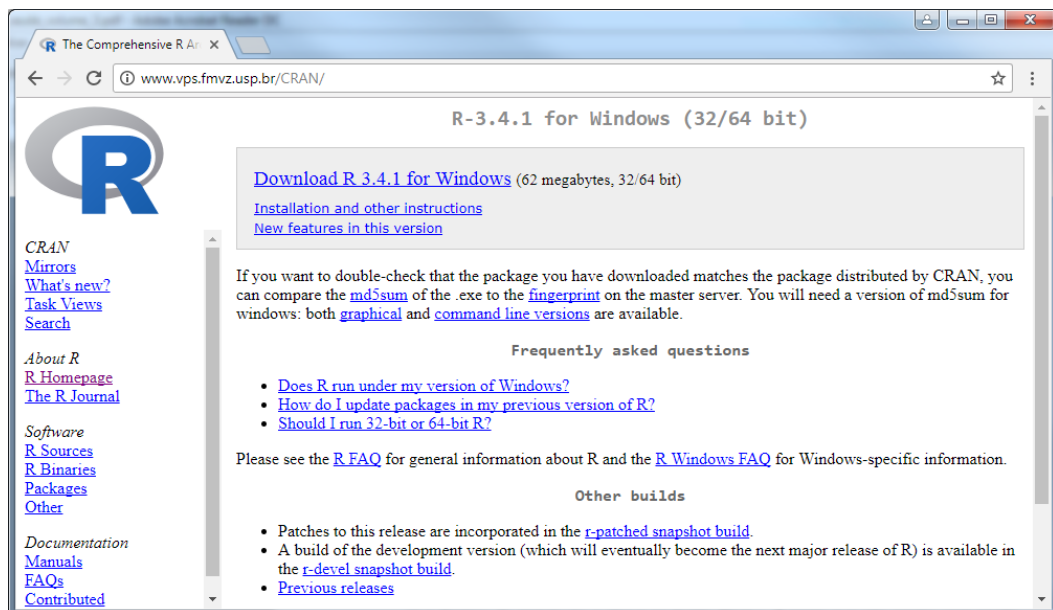 The Comprehensive R Ar
www.vps.fmvz.usp.br/CRAN/
R
CRAN
Mirrors
What's new?
Task Views
Search
About R
R Homepage
The R Journal
Software
R Sources
R Binaries
Packages
Other
Documentation
Manuals
FAQs
Contributed
R-3.4.1 for Windows (32/64 bit)
Download R 3.4.1 for Windows (62 megabytes, 32/64 bit)
Installation and other instructions
New features in this version
If you want to double-check that the package you have downloaded matches the package distributed by CRAN, you
can compare the md5sum of the .exe to the fingerprint on the master server. You will need a version of md5sum for
windows: both graphical and command line versions are available.
Frequently asked questions
• Does R run under my version of Windows?
• How do I update packages in my previous version of R?
• Should I run 32-bit or 64-bit R?
Please see the R FAQ for general information about R and the R Windows FAQ for Windows-specific information.
Other builds
• Patches to this release are incorporated in the r-patched snapshot build.
• A build of the development version (which will eventually become the next major release of R) is available in
the r-devel snapshot build.
• Previous releases